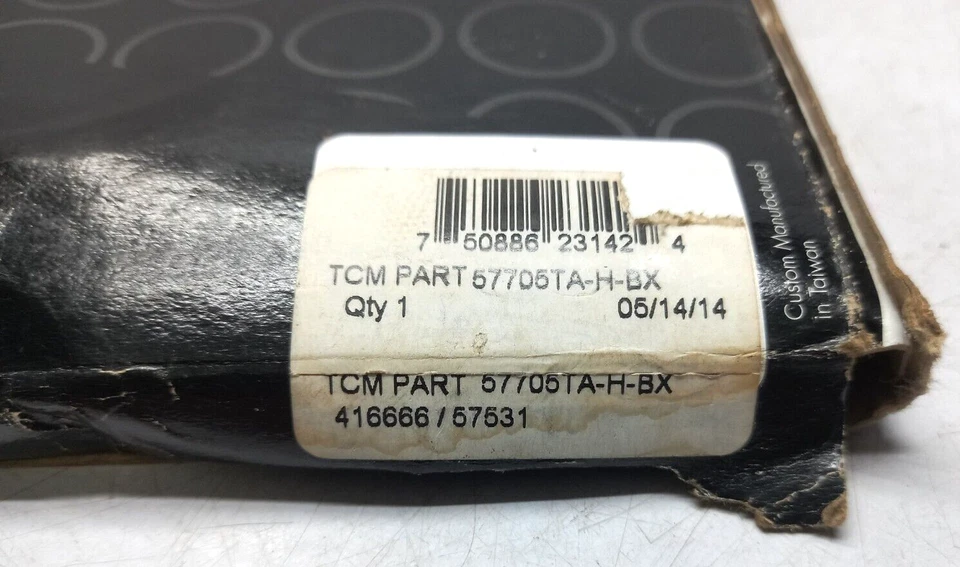 7 50886 23142 4
TCM PART 57705TA-H-BX
Qty 1 05/14/14
TCM PART 57705TA-H-BX
416666 / 57531
Custom Manufactured
in Taiwan